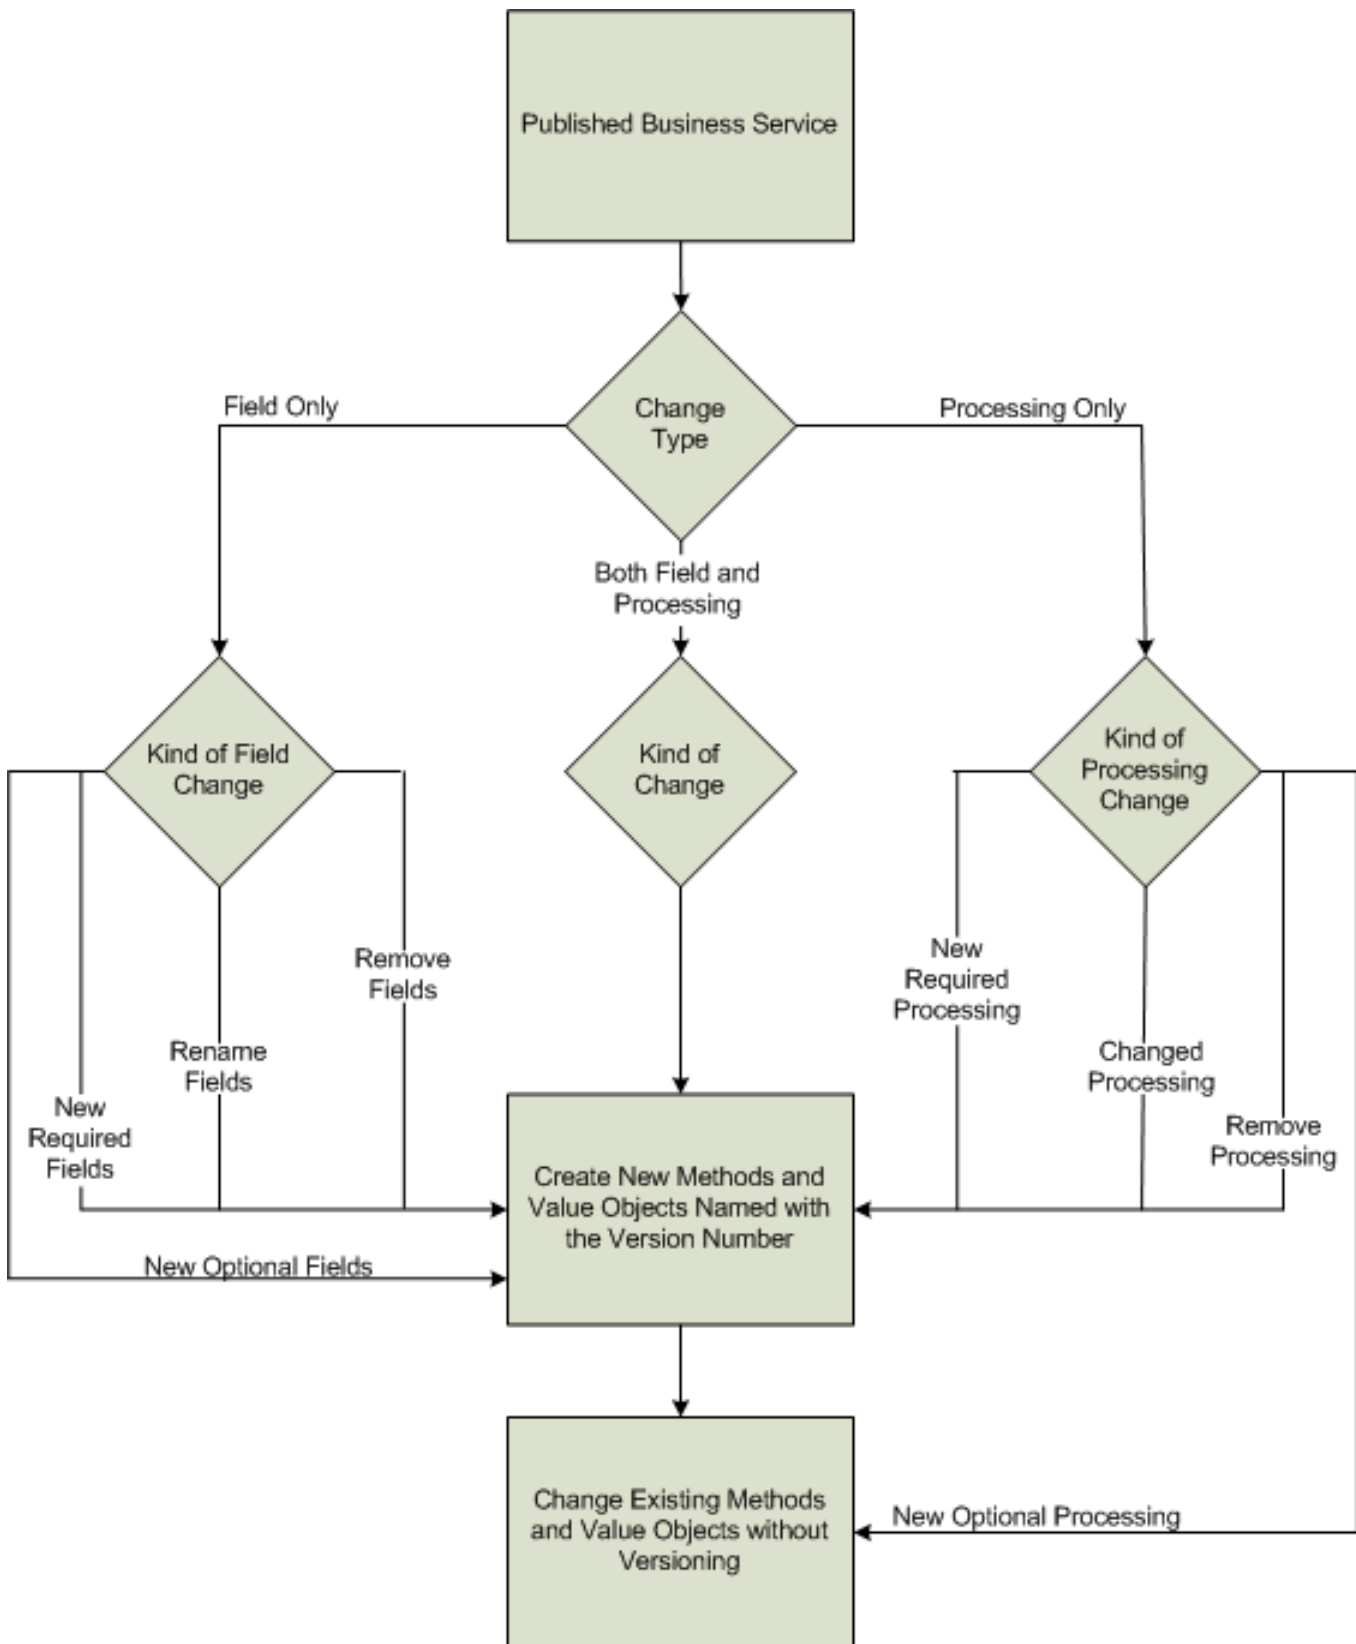 Published Business Service
Field Only
Change
Type
Processing Only
Both Field and
Processing
Kind of Field
Change
Kind of
Change
Kind of
Processing
Change
Remove
Fields
New
Required
Processing
Rename
Fields
Changed
Processing
New
Required
Fields
Remove
Processing
Create New Methods and
Value Objects Named with
the Version Number
New Optional Fields
Change Existing Methods
and Value Objects without
Versioning
New Optional Processing